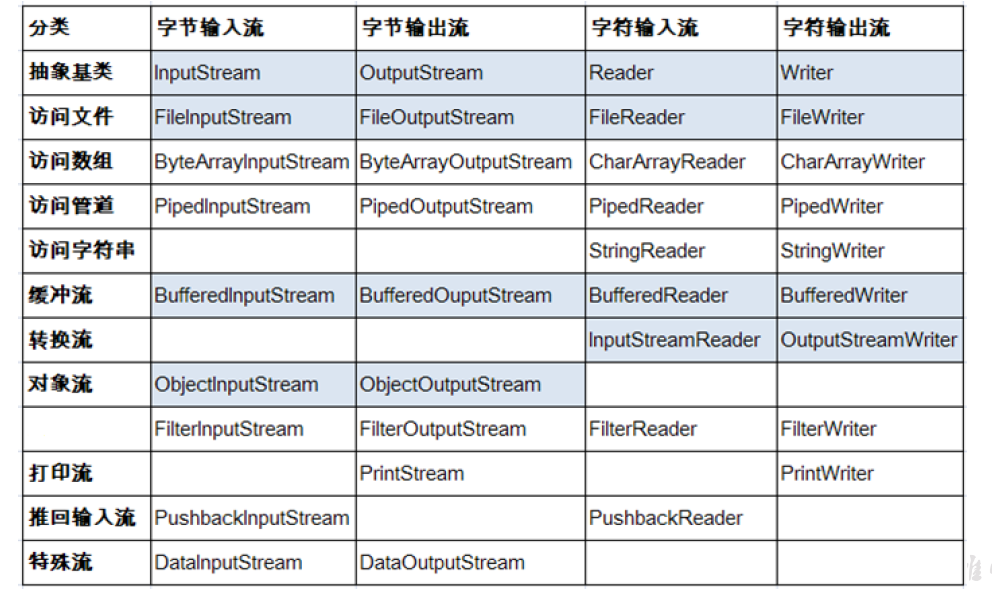 分类 字节输入流 字节输出流 字符输入流 字符输出流
抽象基类 InputStream OutputStream Reader Writer
访问文件 FileInputStream FileOutputStream FileReader FileWriter
访问数组 ByteArrayInputStream ByteArrayOutputStream CharArrayReader CharArrayWriter
访问管道 PipedInputStream PipedOutputStream PipedReader PipedWriter
访问字符串 StringReader StringWriter
缓冲流 BufferedInputStream BufferedOuputStream BufferedReader BufferedWriter
转换流 InputStreamReader OutputStreamWriter
对象流 ObjectInputStream ObjectOutputStream
FilterInputStream FilterOutputStream FilterReader FilterWriter
打印流 PrintStream PrintWriter
推回输入流 PushbackInputStream PushbackReader
特殊流 DataInputStream DataOutputStream